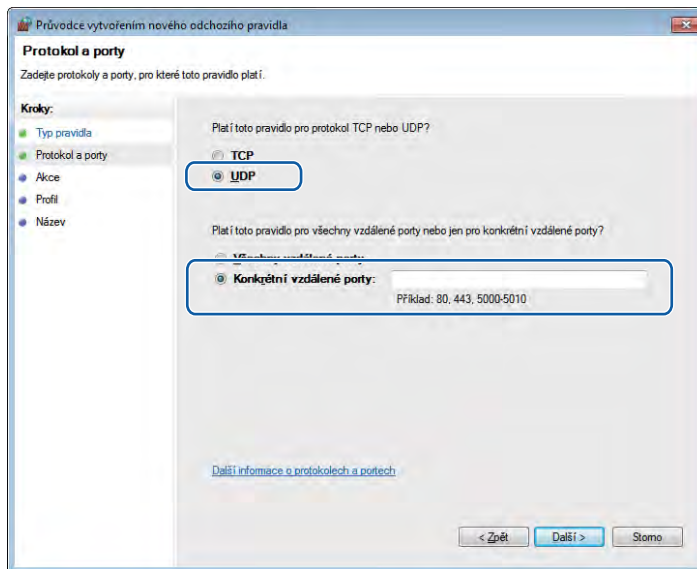 Průvodce vytvořením nového odchozího pravidla
Protokol a porty
Zadejte protokoly a porty, pro které toto pravidlo platí.
Kroky:
Typ pravidla
Protokol a porty
Akce
Profil
Název
Platí toto pravidlo pro protokol TCP nebo UDP?
TCP
UDP
Platí toto pravidlo pro všechny vzdálené porty nebo jen pro konkrétní vzdálené porty?
Všechny vzdálené porty
Konkrétní vzdálené porty:
Příklad: 80, 443, 5000-5010
Další informace o protokolech a portech
< Zpět
Další >
Storno